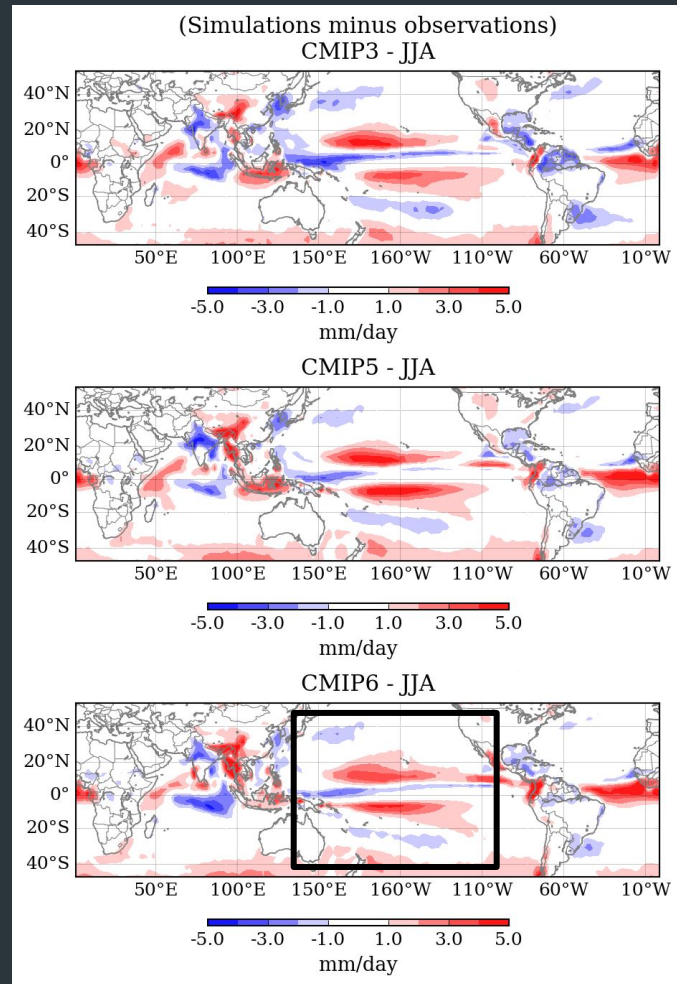 (Simulations minus observations)
CMIP3 - JJA
40°N
20°N
0°
20°S
40°S
50°E 100°E 150°E 160°W 110°W 60°W 10°W
-5.0 -3.0 -1.0 1.0 3.0 5.0
mm/day
CMIP5 - JJA
40°N
20°N
0°
20°S
40°S
50°E 100°E 150°E 160°W 110°W 60°W 10°W
-5.0 -3.0 -1.0 1.0 3.0 5.0
mm/day
CMIP6 - JJA
40°N
20°N
0°
20°S
40°S
50°E 100°E 150°E 160°W 110°W 60°W 10°W
-5.0 -3.0 -1.0 1.0 3.0 5.0
mm/day